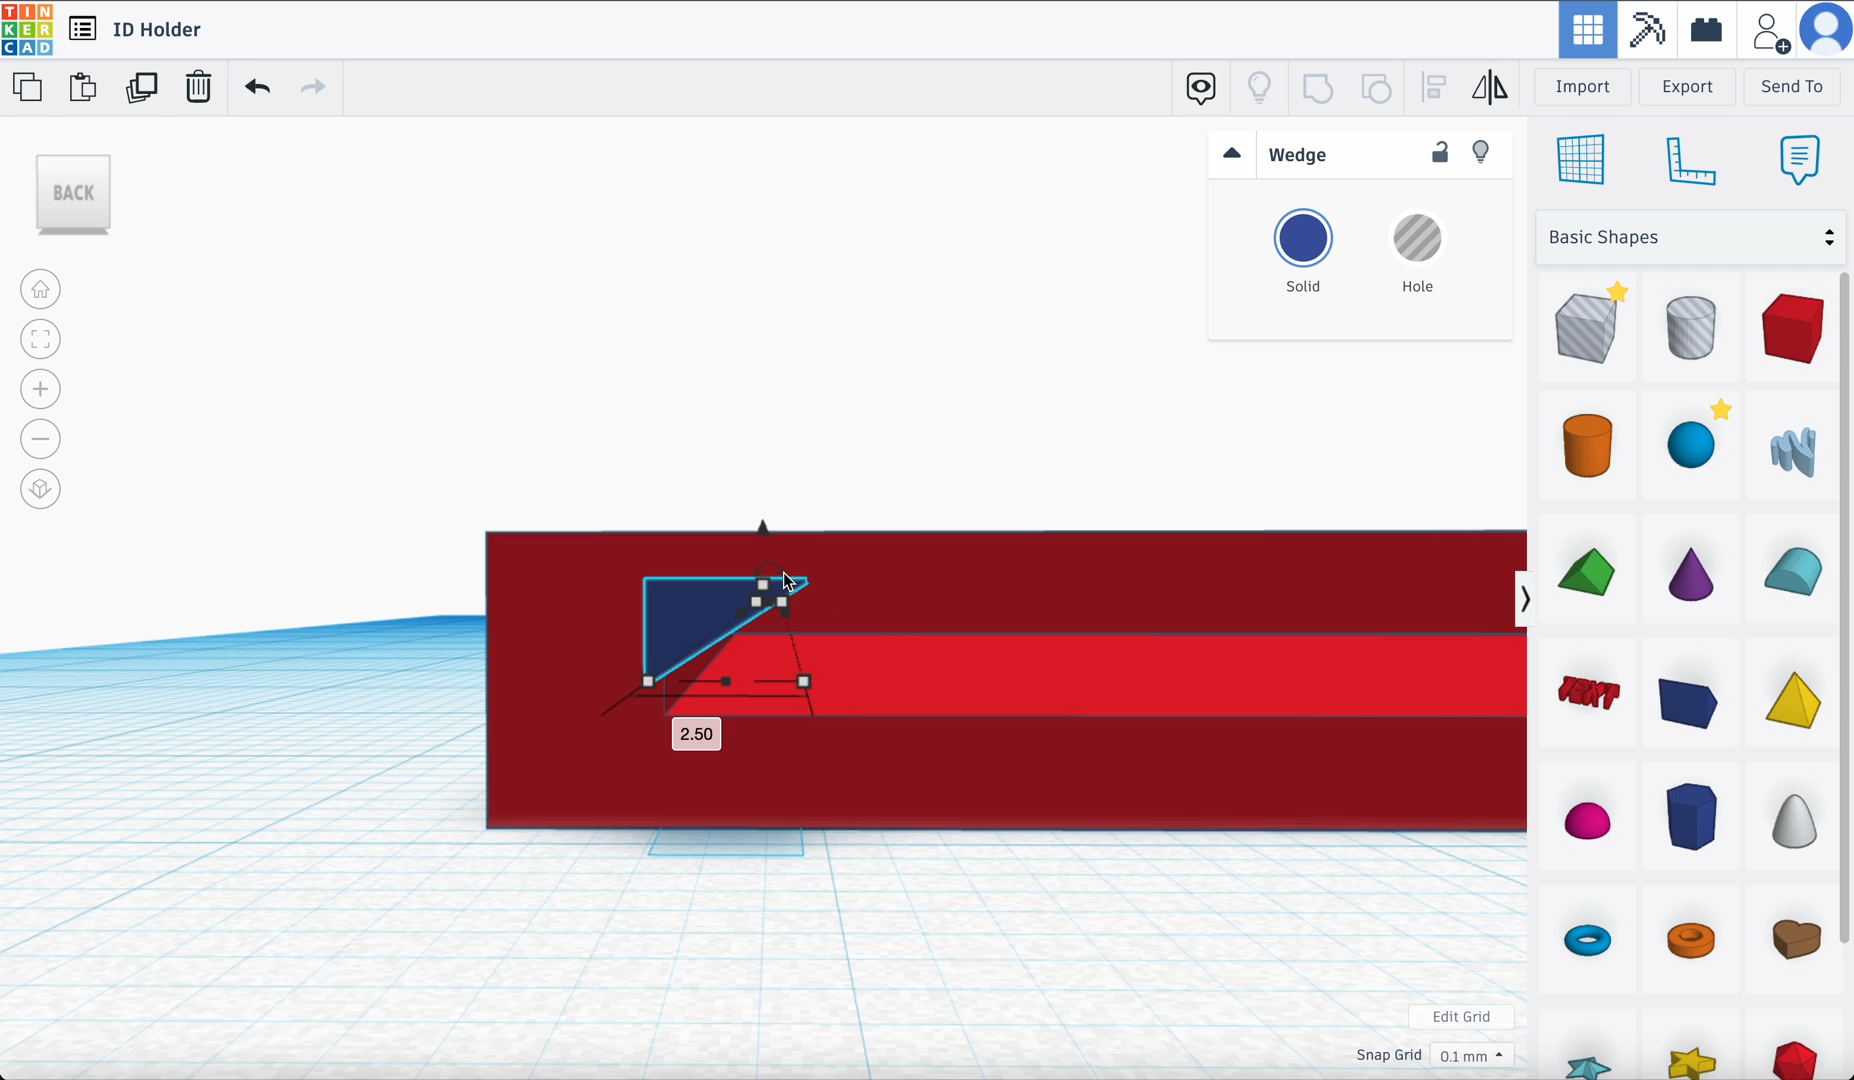 TIN
KER
CAD
ID Holder
Import
Export
Send To
BACK
Wedge
Solid
Hole
Basic Shapes
TEXT
2.50
Edit Grid
Snap Grid
0.1 mm